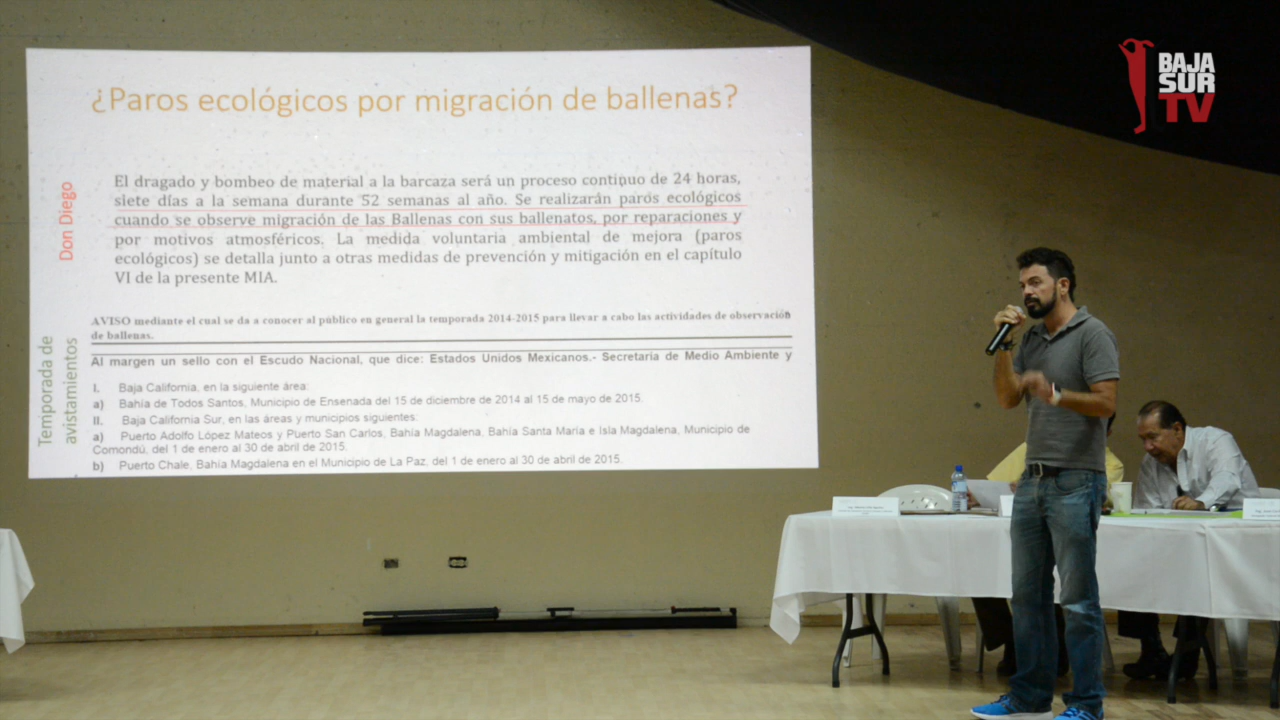 ¿Paros ecológicos por migración de ballenas?
Don Diego
El dragado y bombeo de material a la barcaza será un proceso continuo de 24 horas,
siete días a la semana durante 52 semanas al año. Se realizarán paros ecológicos
cuando se observe migración de las Ballenas con sus ballenatos, por reparaciones y
por motivos atmosféricos. La medida voluntaria ambiental de mejora (paros
ecológicos) se detalla junto a otras medidas de prevención y mitigación en el capítulo
VI de la presente MIA.
Temporada de
avistamientos
AVISO mediante el cual se da a conocer al público en general la temporada 2014-2015 para llevar a cabo las actividades de observación
de ballenas.
Al margen un sello con el Escudo Nacional, que dice: Estados Unidos Mexicanos.- Secretaría de Medio Ambiente y
I. Baja California, en la siguiente área:
a) Bahía de Todos Santos, Municipio de Ensenada del 15 de diciembre de 2014 al 15 de mayo de 2015.
II. Baja California Sur, en las áreas y municipios siguientes:
a) Puerto Adolfo López Mateos y Puerto San Carlos, Bahía Magdalena, Bahía Santa María e Isla Magdalena, Municipio de
Comondú, del 1 de enero al 30 de abril de 2015.
b) Puerto Chale, Bahía Magdalena en el Municipio de La Paz, del 1 de enero al 30 de abril de 2015.
BAJA
SUR
TV